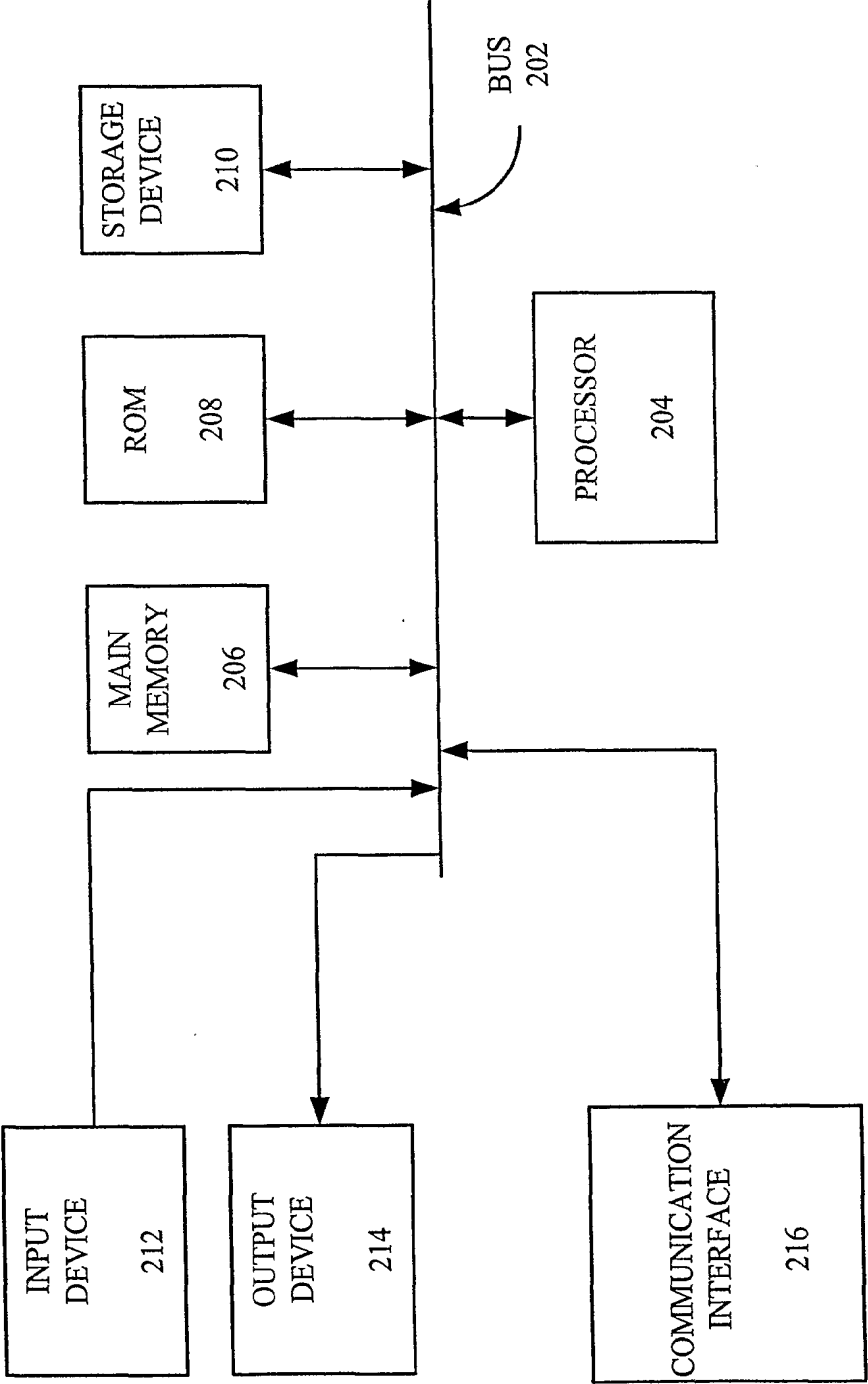 INPUT
DEVICE
212
MAIN
MEMORY
206
ROM
208
STORAGE
DEVICE
210
OUTPUT
DEVICE
214
BUS
202
COMMUNICATION
INTERFACE
216
PROCESSOR
204